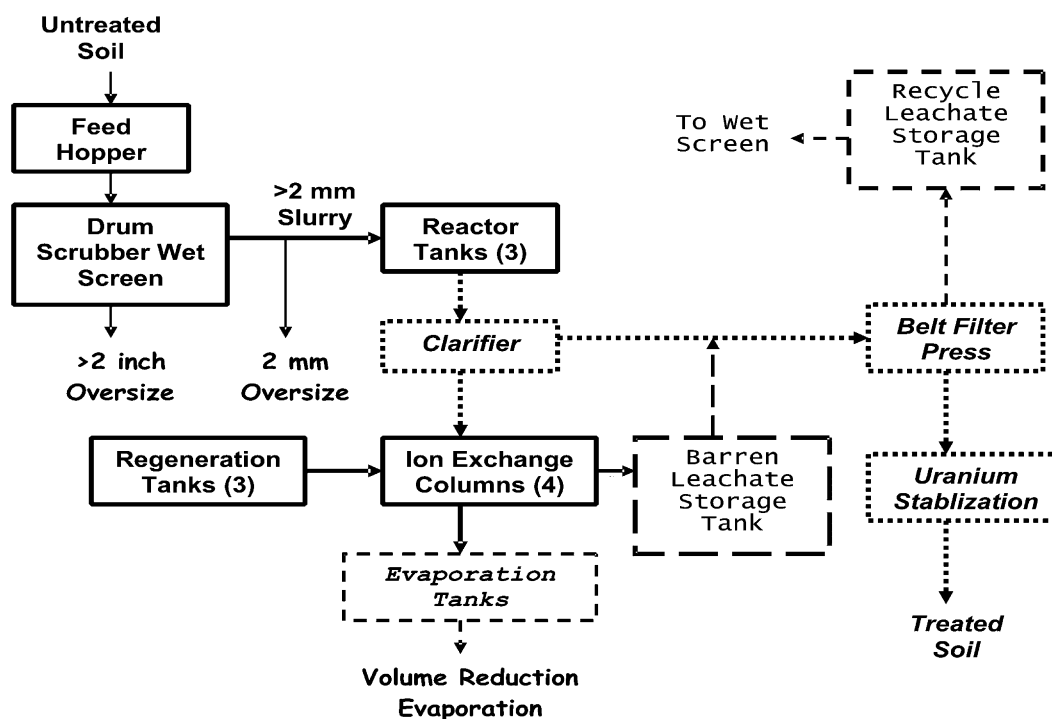 Untreated
Soil
Feed
Hopper
Drum
Scrubber Wet
Screen
>2 mm
Slurry
Reactor
Tanks (3)
>2 inch
Oversize
2 mm
Oversize
Clarifier
Regeneration
Tanks (3)
Ion Exchange
Columns (4)
Barren
Leachate
Storage
Tank
Evaporation
Tanks
Volume Reduction
Evaporation
To Wet
Screen
Recycle
Leachate
Storage
Tank
Belt Filter
Press
Uranium
Stablization
Treated
Soil